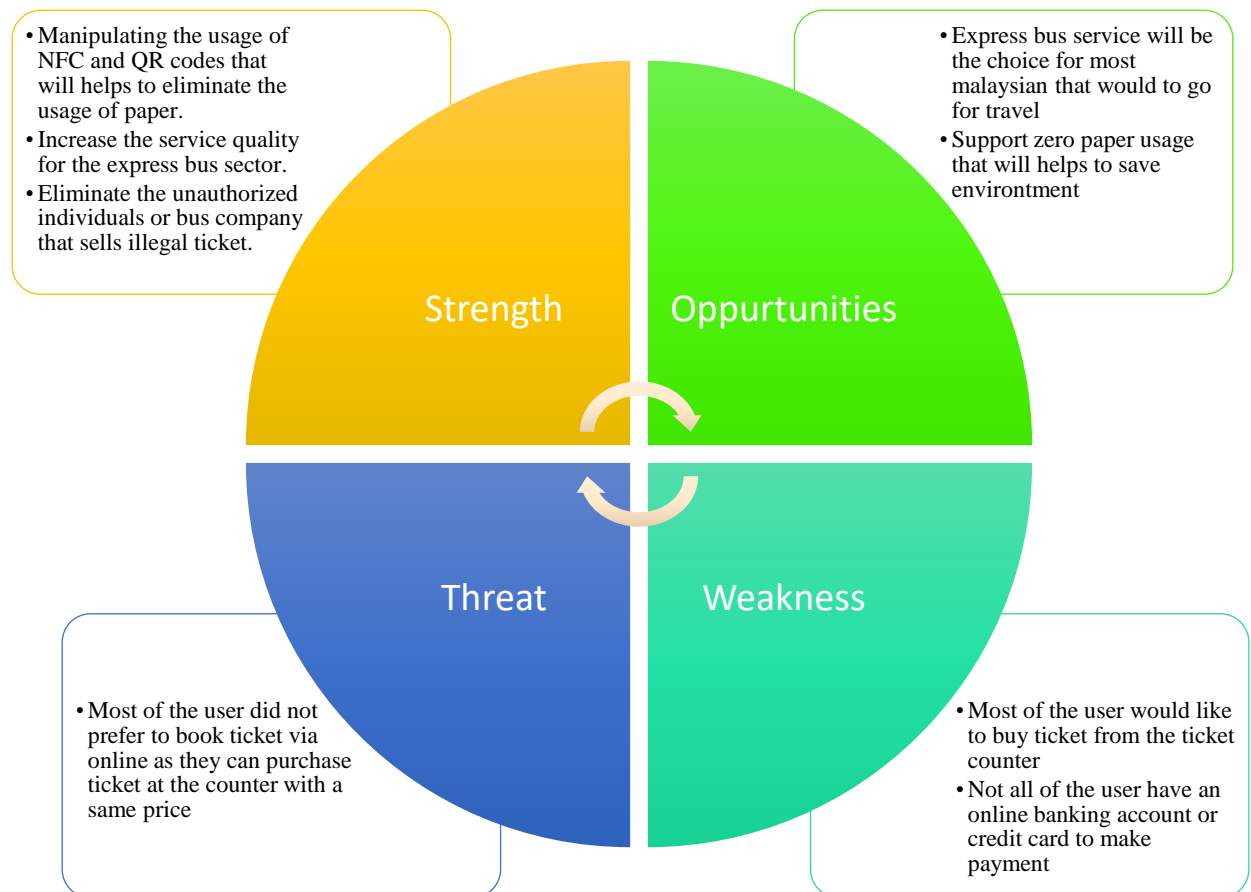 • Manipulating the usage of
NFC and QR codes that
will helps to eliminate the
usage of paper.
• Increase the service quality
for the express bus sector.
• Eliminate the unauthorized
individuals or bus company
that sells illegal ticket.
• Express bus service will be
the choice for most
malaysian that would to go
for travel
• Support zero paper usage
that will helps to save
environtment
Strength
Oppurtunities
Threat
Weakness
• Most of the user did not
prefer to book ticket via
online as they can purchase
ticket at the counter with a
same price
• Most of the user would like
to buy ticket from the ticket
counter
• Not all of the user have an
online banking account or
credit card to make
payment